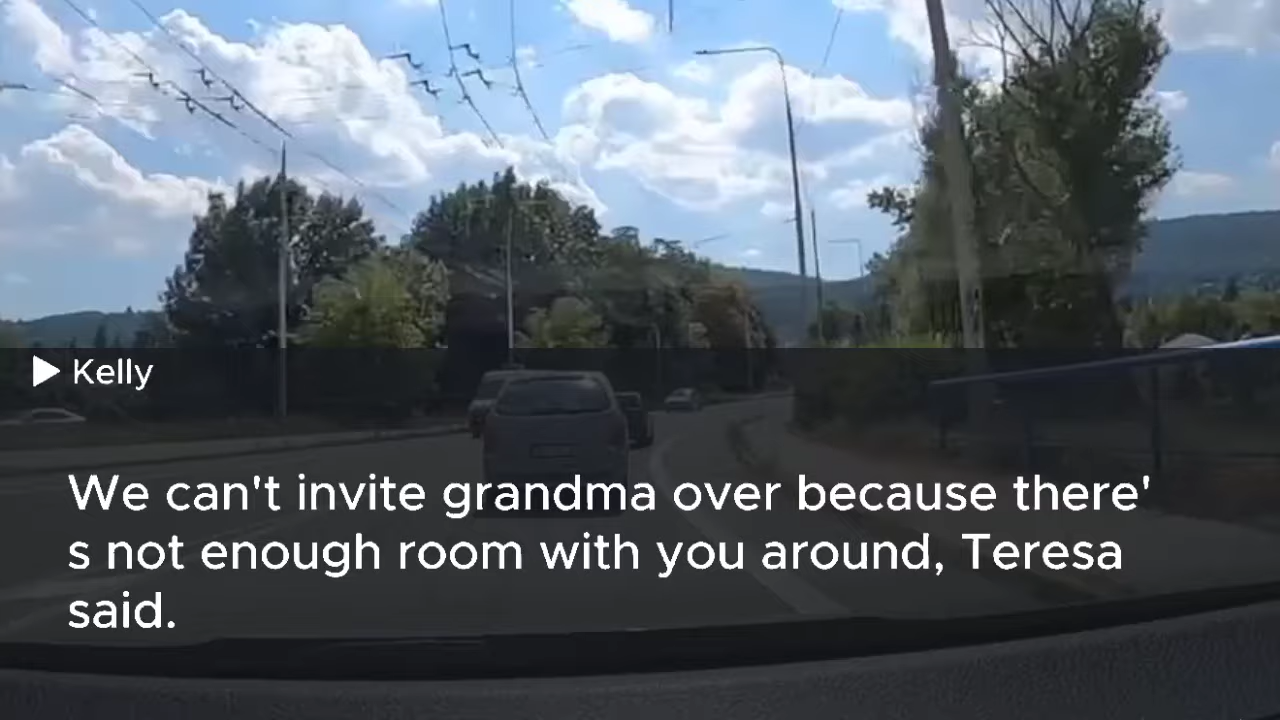 ▶ Kelly
We can't invite grandma over because there'
s not enough room with you around, Teresa
said.